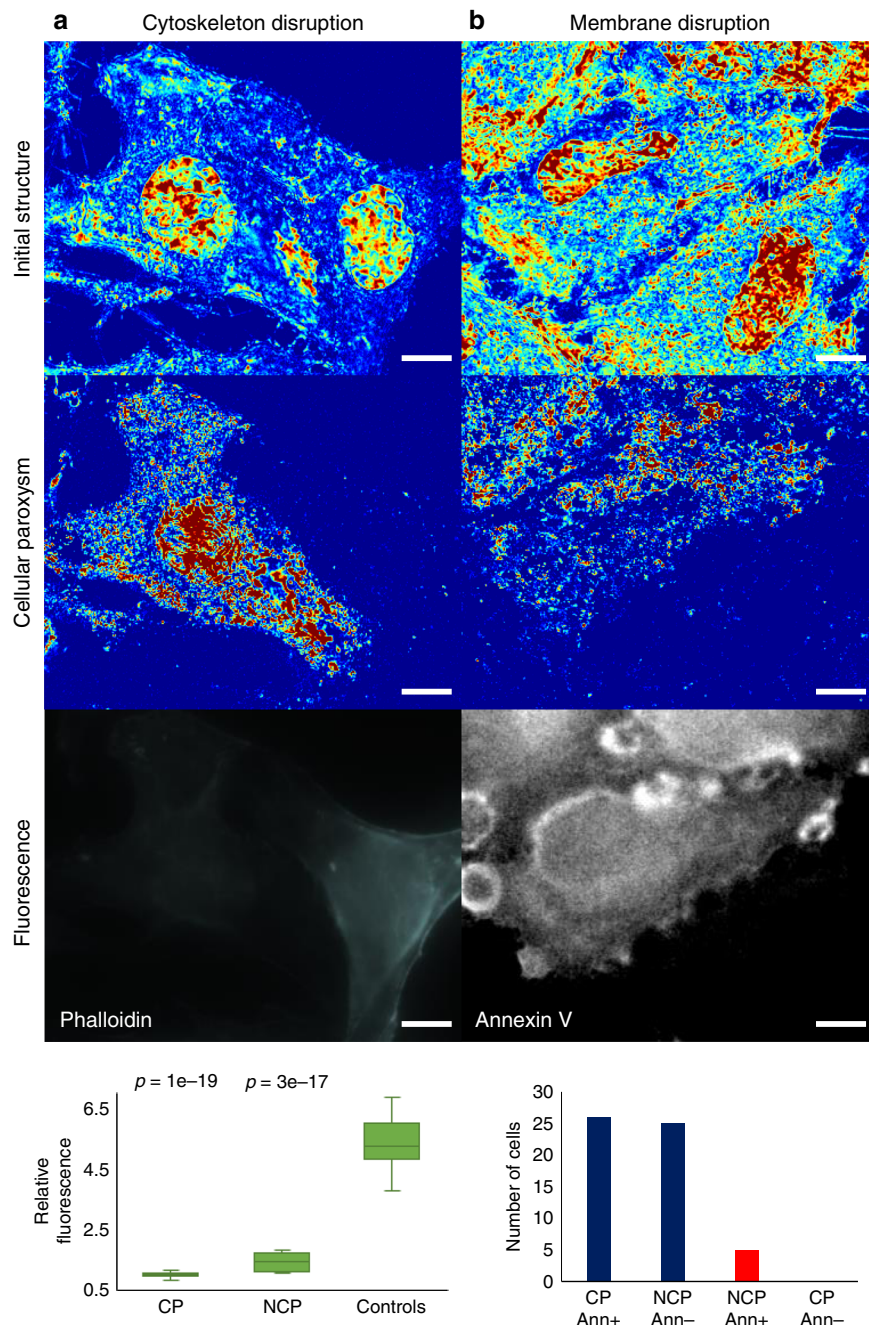 a Cytoskeleton disruption
b Membrane disruption
Initial structure
Cellular paroxysm
Fluorescence
Phalloidin
Annexin V
p = 1e–19
p = 3e–17
Relative
fluorescence
6.5
4.5
2.5
0.5
CP
NCP
Controls
Number of cells
30
25
20
15
10
5
0
CP
Ann+
NCP
Ann–
NCP
Ann+
CP
Ann–